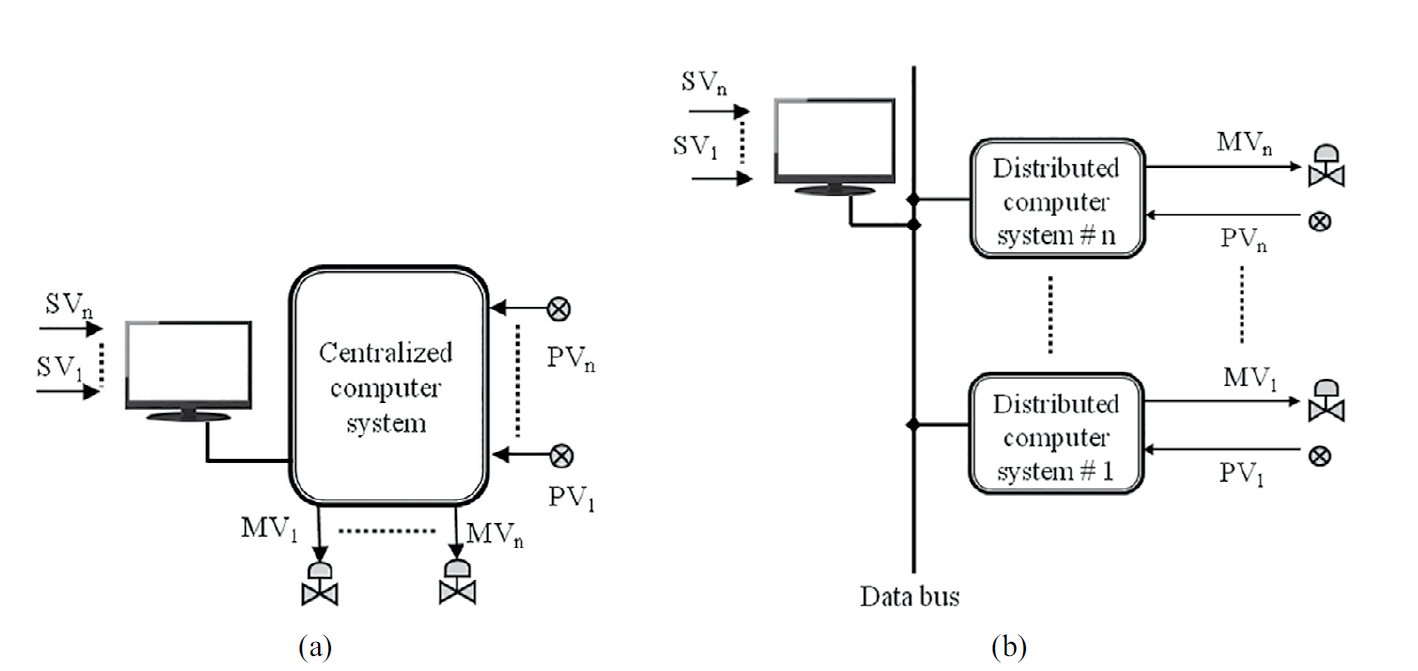 SVn
SV1
Centralized
computer
system
PVn
PV1
MV1
MVn
(a)
SVn
SV1
Distributed
computer
system # n
MVn
PVn
Distributed
computer
system # 1
MV1
PV1
Data bus
(b)